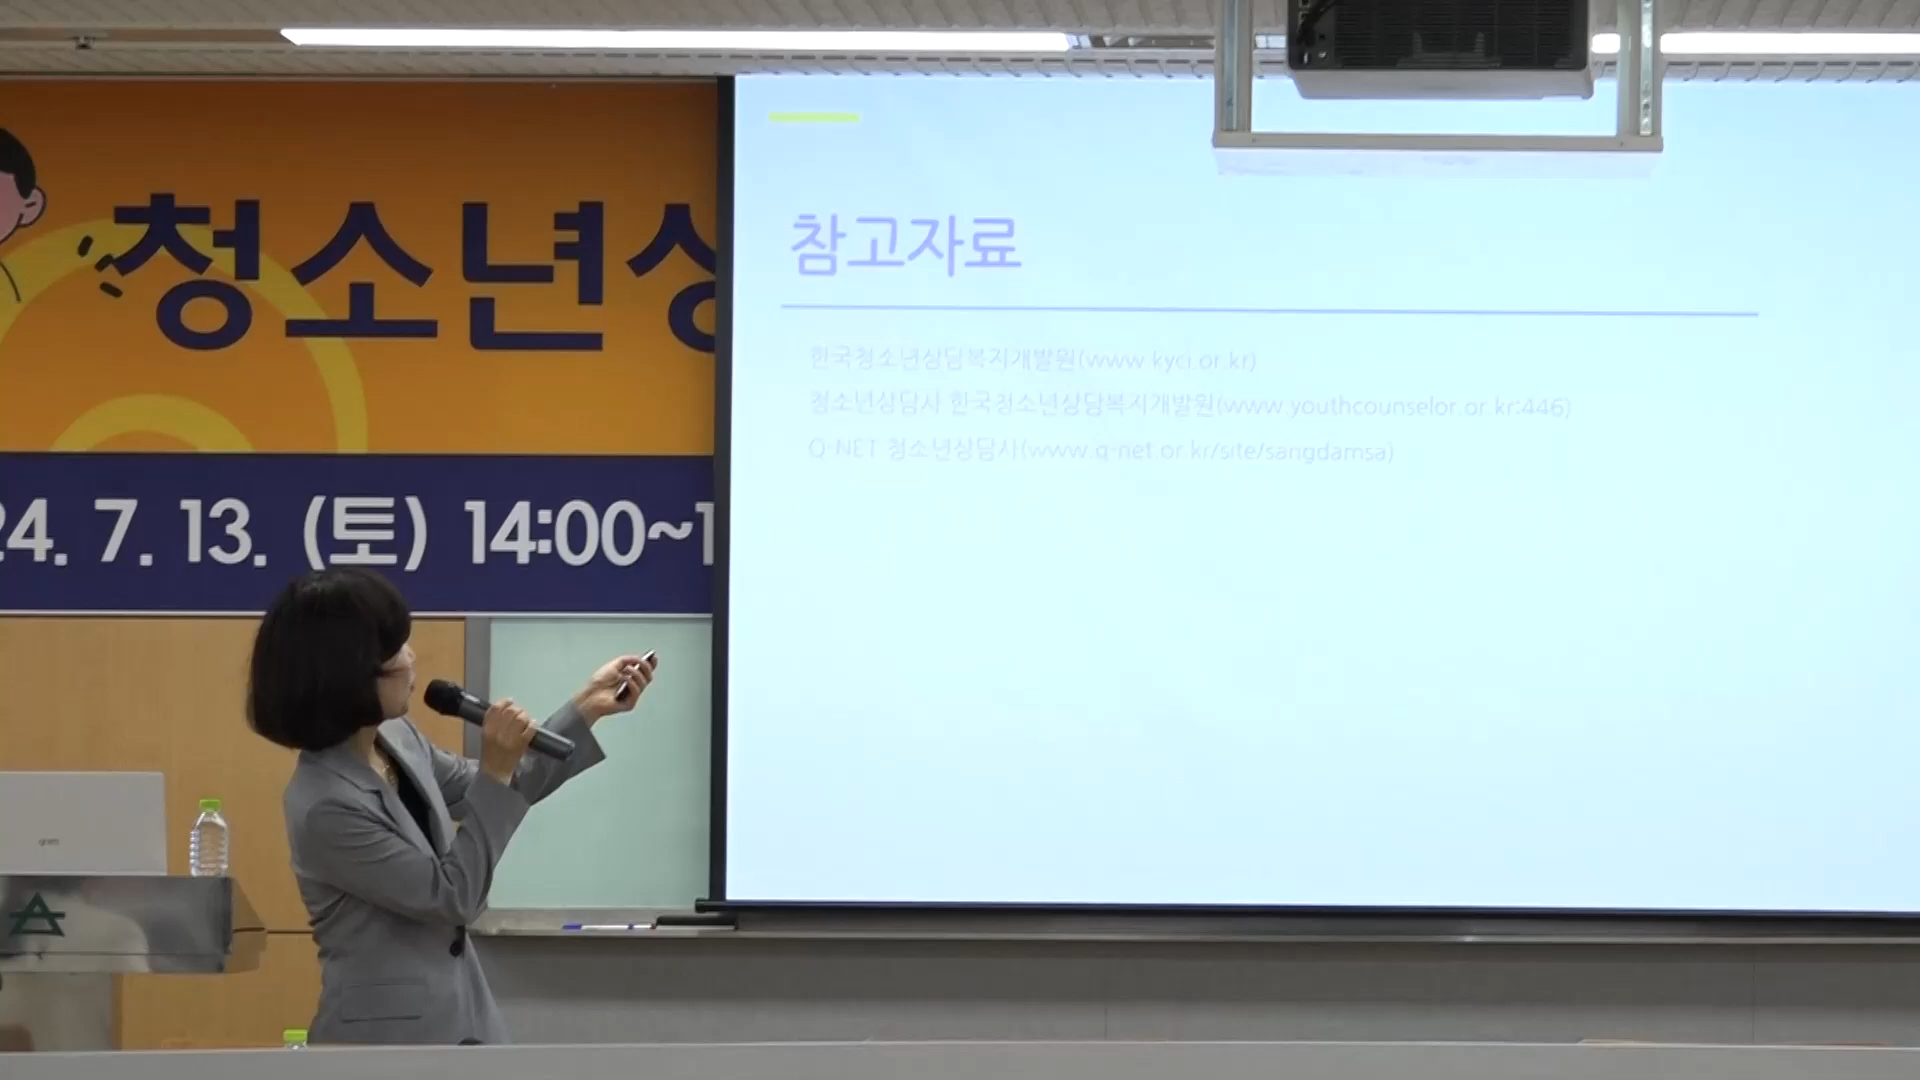 청소년상
24. 7. 13. (토) 14:00~1
참고자료
한국청소년상담복지개발원(www.kyci.or.kr)
청소년상담사 한국청소년상담복지개발원(www.youthcounselor.or.kr:446)
Q-NET 청소년상담사(www.q-net.or.kr/site/sangdamsa)
gram